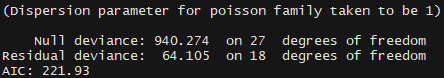 (Dispersion parameter for poisson family taken to be 1)
Null deviance: 940.274 on 27 degrees of freedom
Residual deviance: 64.105 on 18 degrees of freedom
AIC: 221.93